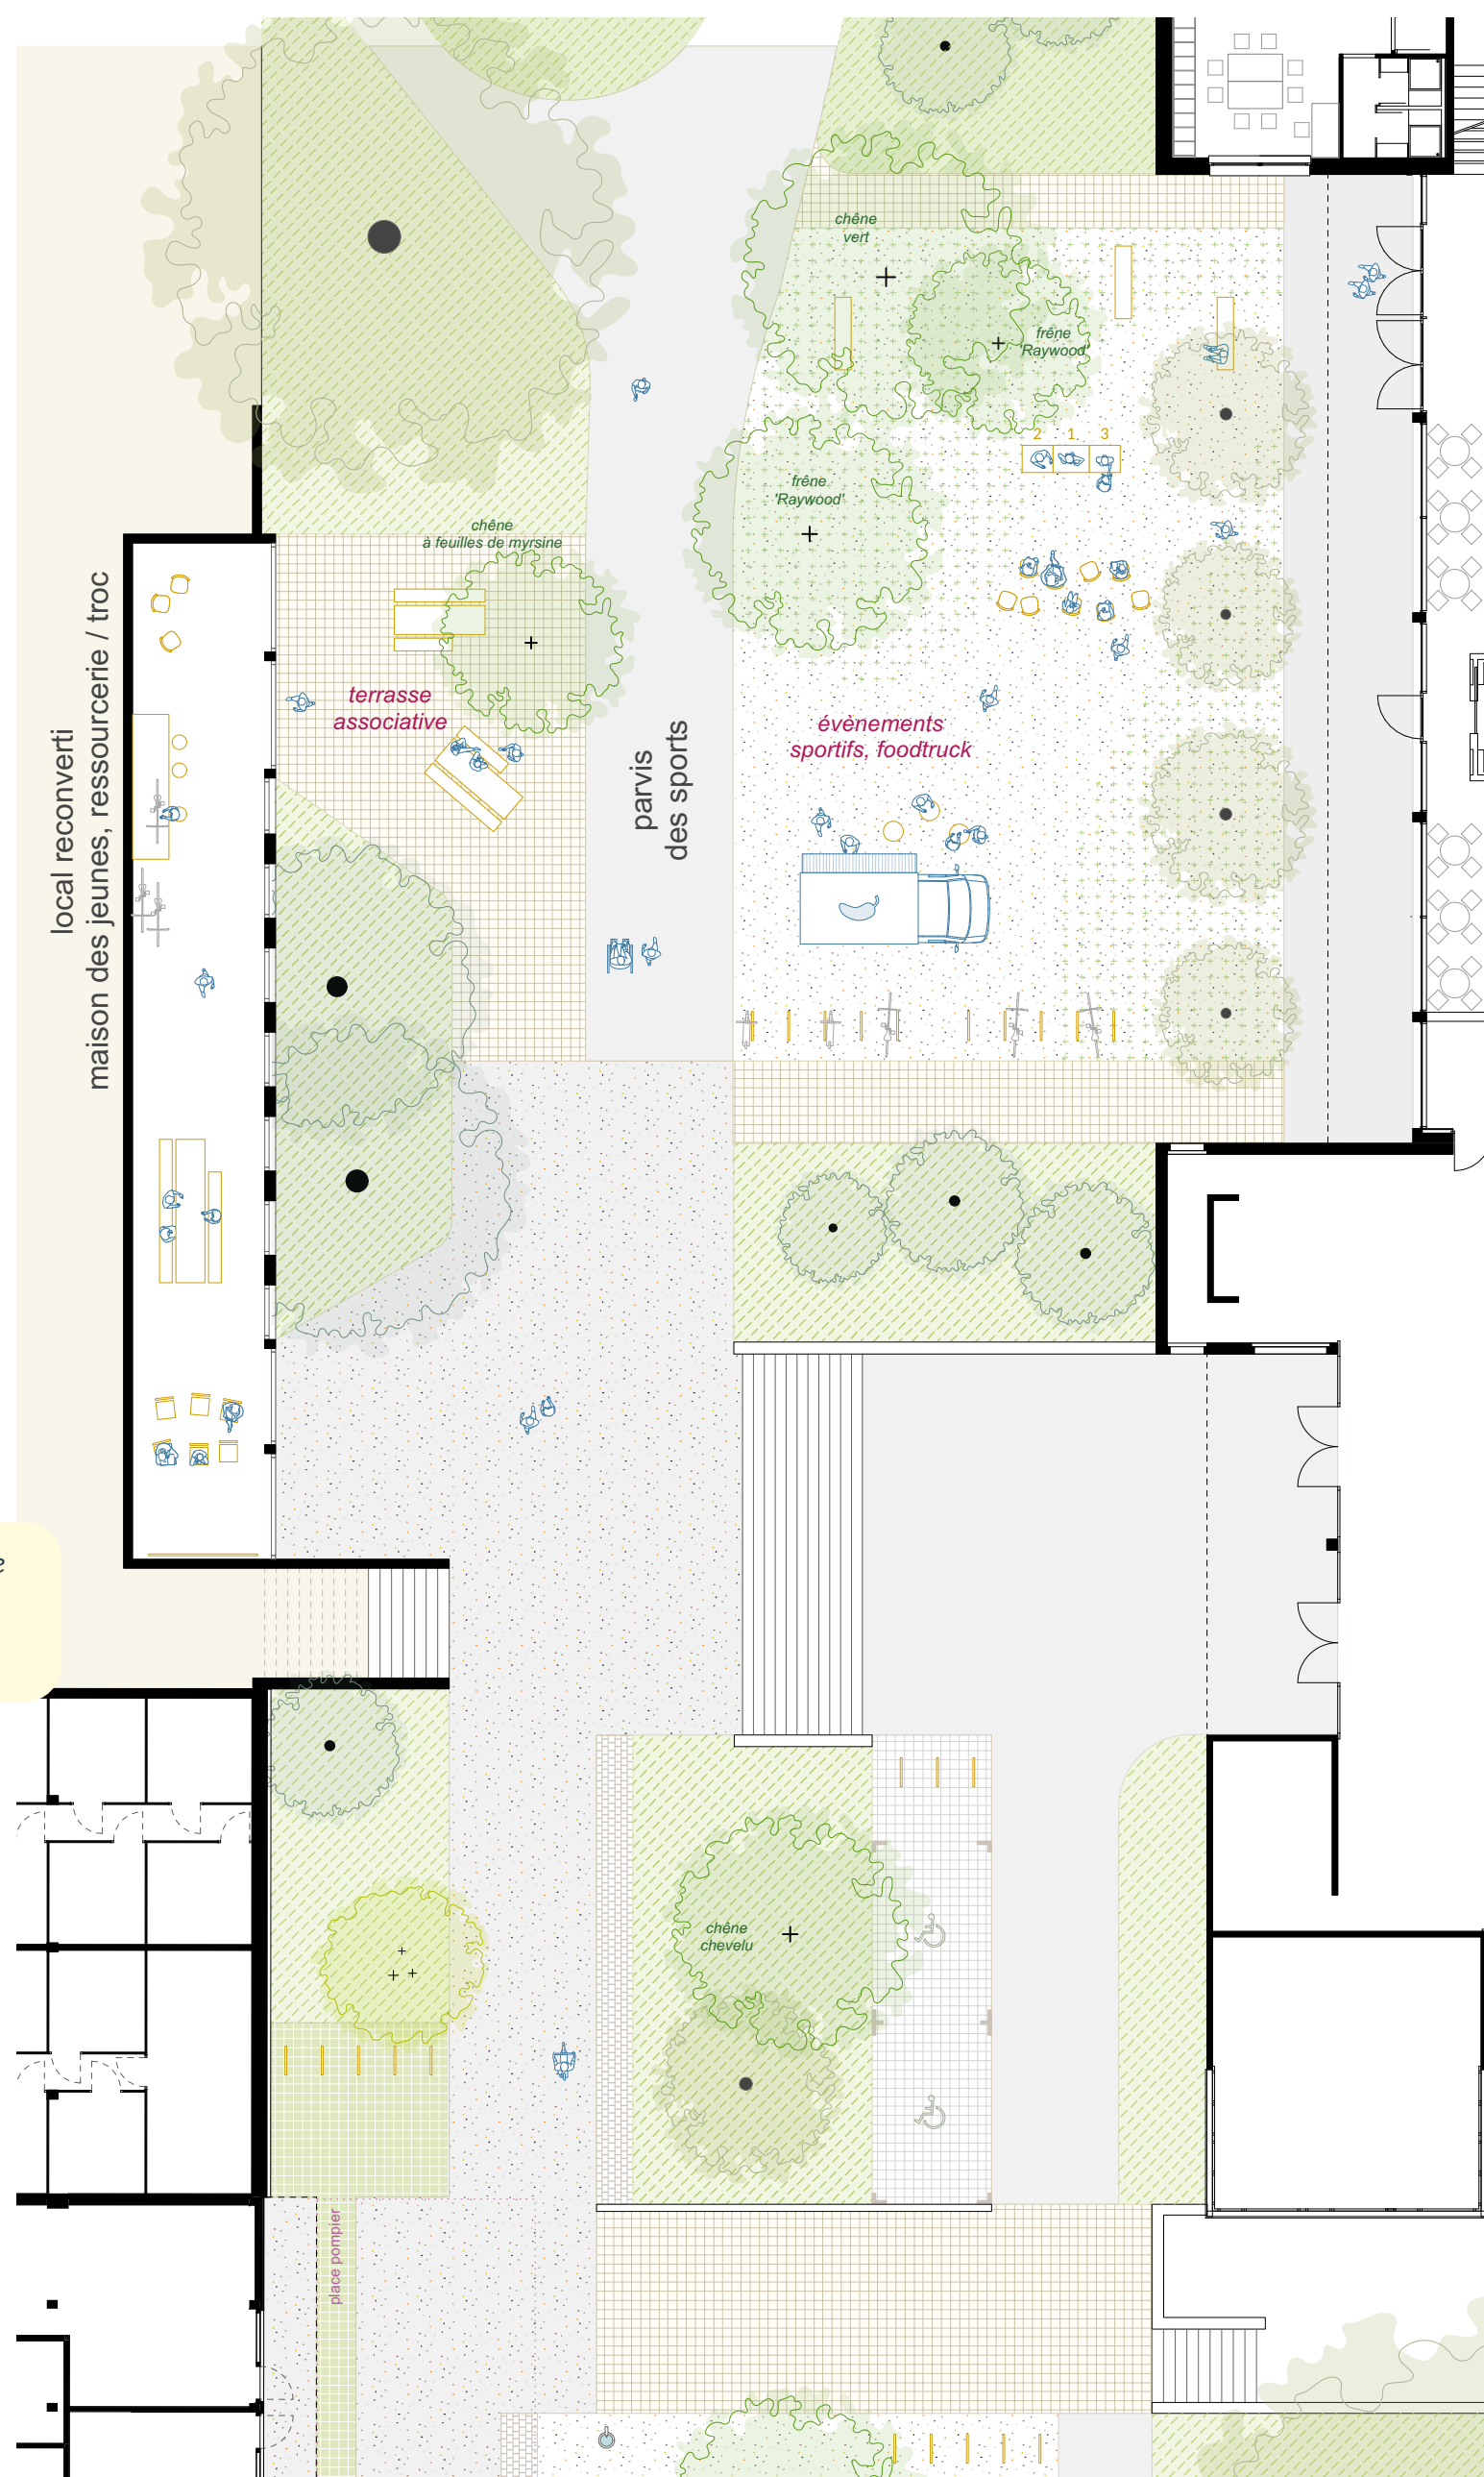 chêne
vert
frêne
'Raywood'
2 1 3
frêne
'Raywood'
chêne
à feuilles de myrsine
local reconverti
maison des jeunes, ressourcerie / troc
terrasse
associative
parvis
des sports
évènements
sportifs, foodtruck
e
chêne
chevelu
place pompier